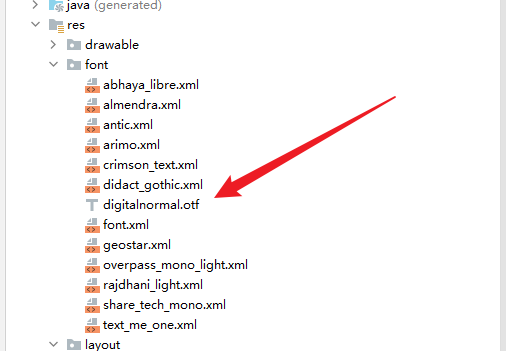 java (generated)
res
drawable
font
abhaya_libre.xml
almendra.xml
antic.xml
arimo.xml
crimson_text.xml
didact_gothic.xml
digitalnormal.otf
font.xml
geostar.xml
overpass_mono_light.xml
rajdhani_light.xml
share_tech_mono.xml
text_me_one.xml
layout